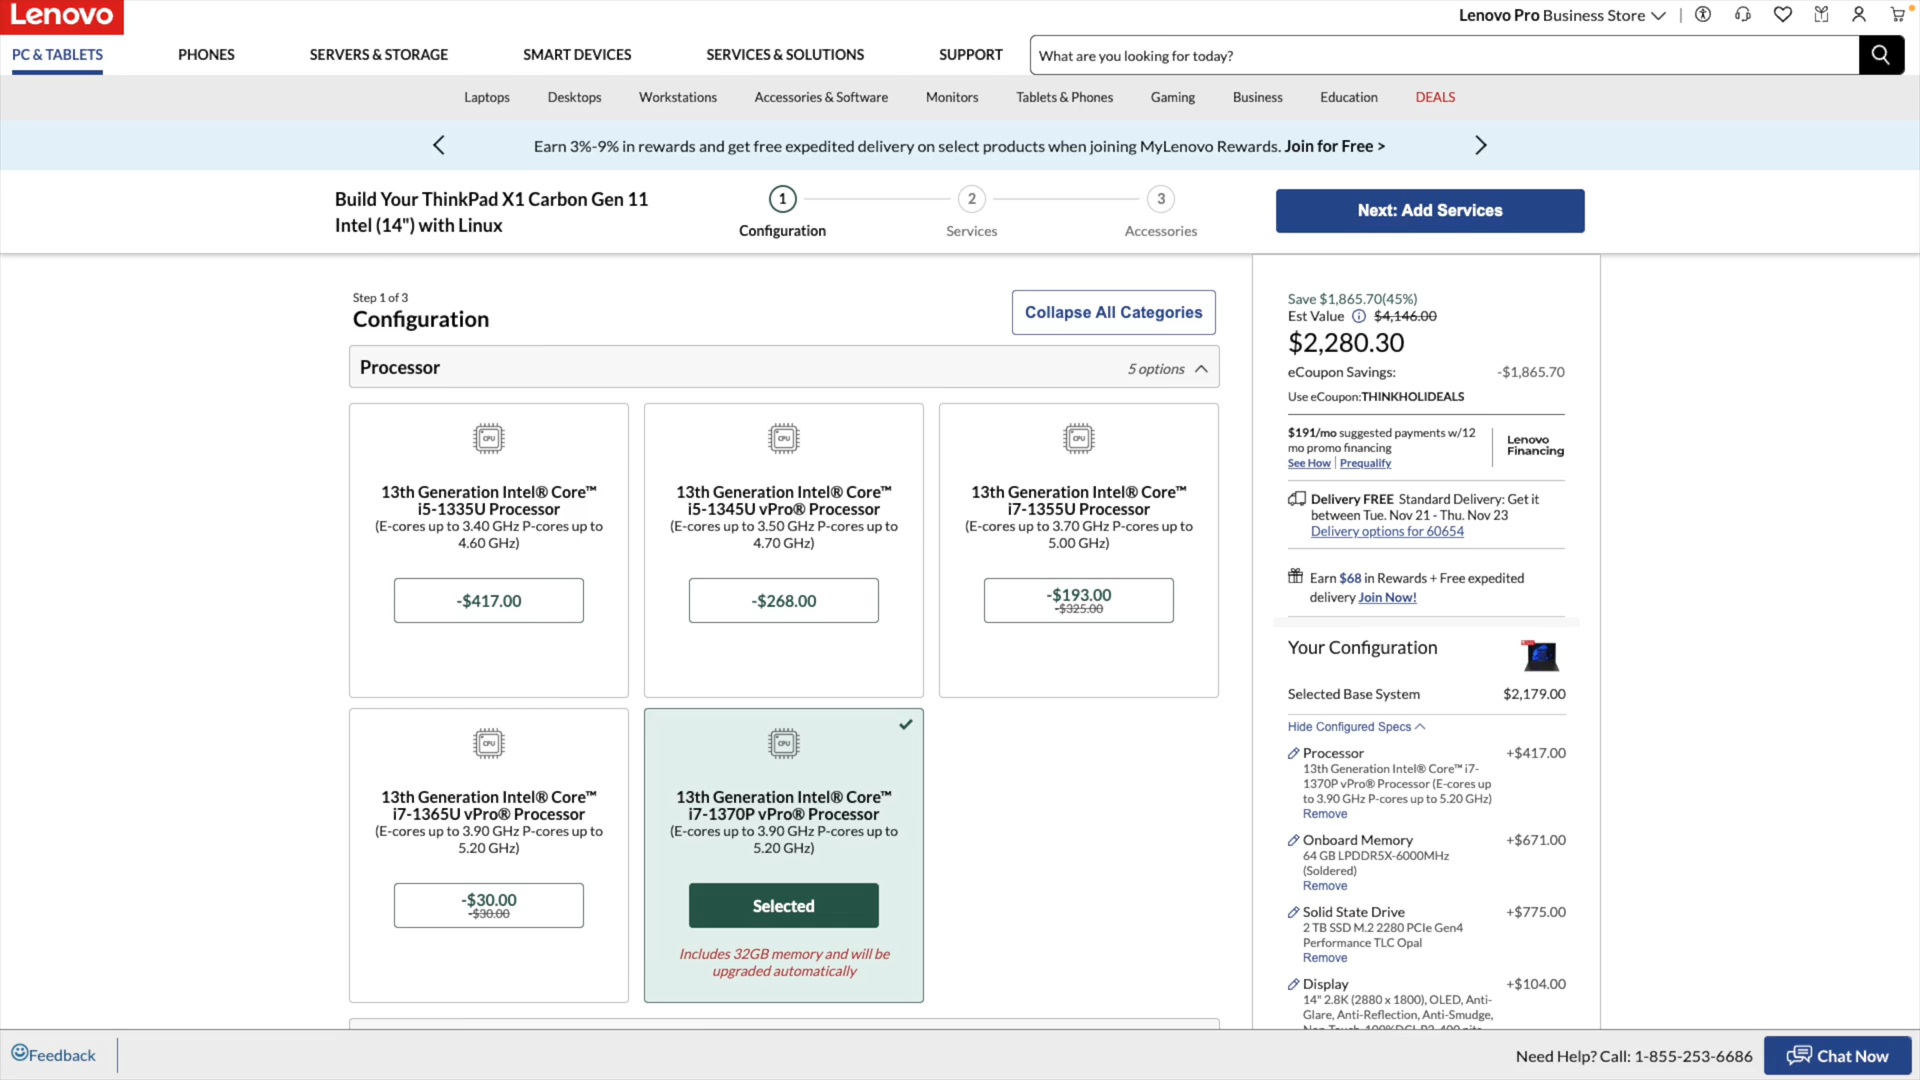 Lenovo
Lenovo Pro Business Store
PC & TABLETS
PHONES
SERVERS & STORAGE
SMART DEVICES
SERVICES & SOLUTIONS
SUPPORT
What are you looking for today?
Laptops
Desktops
Workstations
Accessories & Software
Monitors
Tablets & Phones
Gaming
Business
Education
DEALS
Earn 3%-9% in rewards and get free expedited delivery on select products when joining MyLenovo Rewards. Join for Free >
Build Your ThinkPad X1 Carbon Gen 11
Intel (14") with Linux
1
Configuration
2
Services
3
Accessories
Next: Add Services
Step 1 of 3
Configuration
Collapse All Categories
Processor
5 options
CPU
13th Generation Intel® Core™
i5-1335U Processor
(E-cores up to 3.40 GHz P-cores up to
4.60 GHz)
-$417.00
CPU
13th Generation Intel® Core™
i5-1345U vPro® Processor
(E-cores up to 3.50 GHz P-cores up to
4.70 GHz)
-$268.00
CPU
13th Generation Intel® Core™
i7-1355U Processor
(E-cores up to 3.70 GHz P-cores up to
5.00 GHz)
-$193.00
-$325.00
CPU
13th Generation Intel® Core™
i7-1365U vPro® Processor
(E-cores up to 3.90 GHz P-cores up to
5.20 GHz)
-$30.00
-$30.00
CPU
13th Generation Intel® Core™
i7-1370P vPro® Processor
(E-cores up to 3.90 GHz P-cores up to
5.20 GHz)
Selected
Includes 32GB memory and will be
upgraded automatically
Save $1,865.70(45%)
Est Value $4,146.00
$2,280.30
eCoupon Savings: -$1,865.70
Use eCoupon:THINKHOLIDEALS
$191/mo suggested payments w/12
mo promo financing
See How | Prequalify
Lenovo
Financing
Delivery FREE Standard Delivery: Get it
between Tue. Nov 21 - Thu. Nov 23
Delivery options for 60654
Earn $68 in Rewards + Free expedited
delivery Join Now!
Your Configuration
Selected Base System $2,179.00
Hide Configured Specs
Processor +$417.00
13th Generation Intel® Core™ i7-
1370P vPro® Processor (E-cores up
to 3.90 GHz P-cores up to 5.20 GHz)
Remove
Onboard Memory +$671.00
64 GB LPDDR5X-6000MHz
(Soldered)
Remove
Solid State Drive +$775.00
2 TB SSD M.2 2280 PCIe Gen4
Performance TLC Opal
Remove
Display +$104.00
14" 2.8K (2880 x 1800), OLED, Anti-
Glare, Anti-Reflection, Anti-Smudge,
Feedback
Need Help? Call: 1-855-253-6686
Chat Now